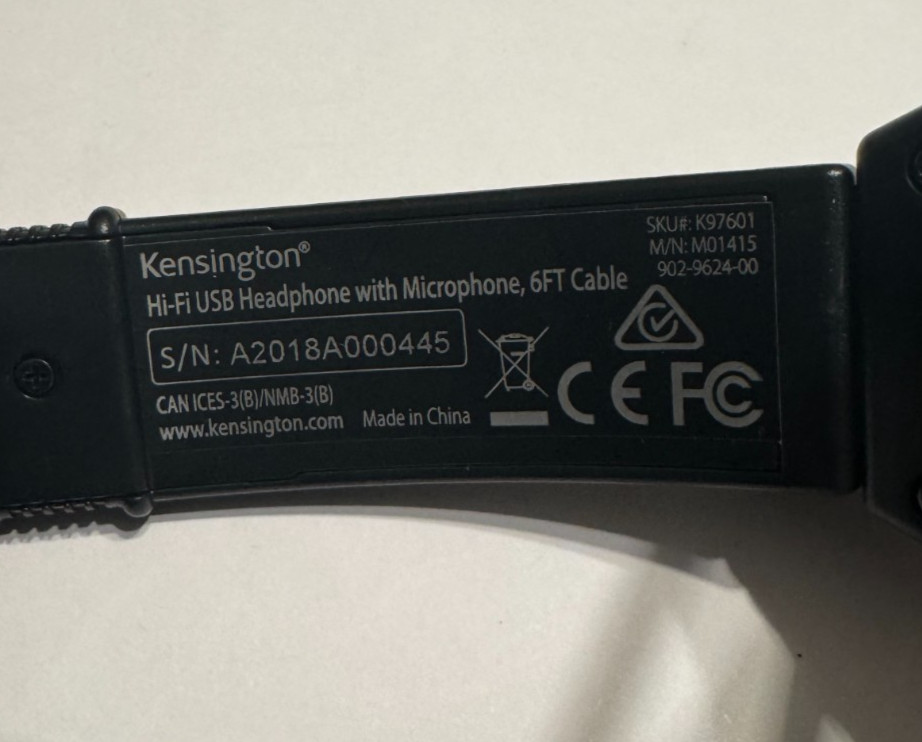 Kensington®
Hi-Fi USB Headphone with Microphone, 6FT Cable
S/N: A2018A000445
CAN ICES-3(B)/NMB-3(B)
www.kensington.com Made in China
SKU#: K97601
M/N: M01415
902-9624-00
CE FC